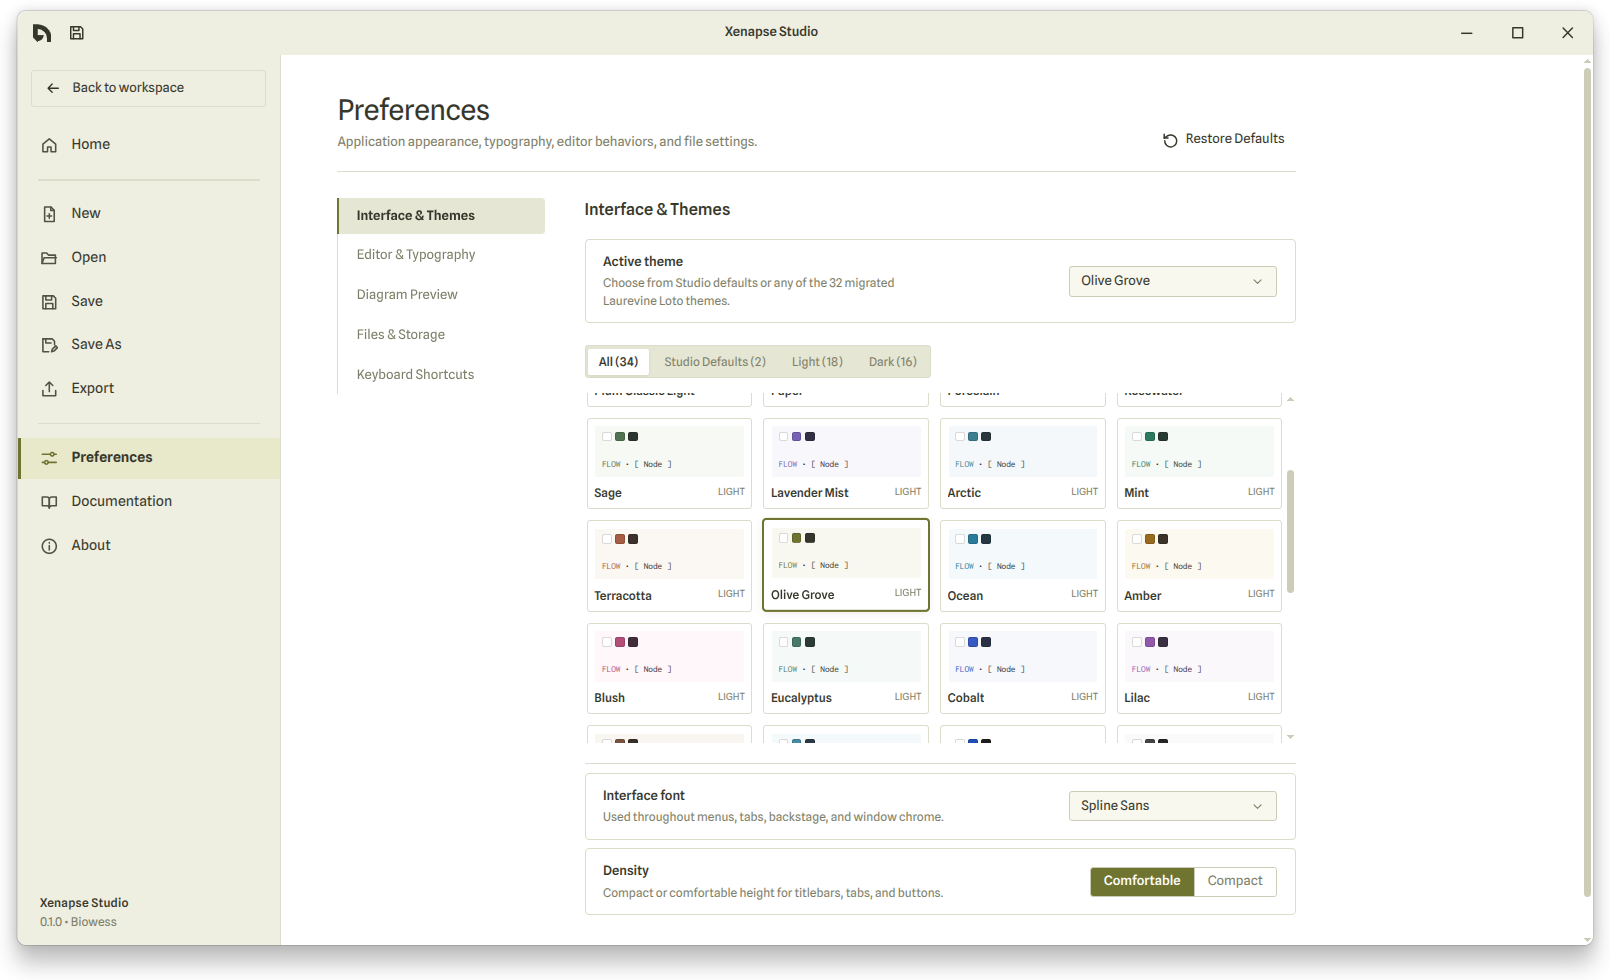 Xenapse Studio
Back to workspace
Home
New
Open
Save
Save As
Export
Preferences
Documentation
About
Xenapse Studio
0.1.0 • Biowess
Preferences
Application appearance, typography, editor behaviors, and file settings.
Restore Defaults
Interface & Themes
Editor & Typography
Diagram Preview
Files & Storage
Keyboard Shortcuts
Interface & Themes
Active theme
Choose from Studio defaults or any of the 32 migrated
Laurevine Loto themes.
Olive Grove
All (34) Studio Defaults (2) Light (18) Dark (16)
Plum Classic Light Paper Porcelain Rosewater
FLOW • [ Node ] FLOW • [ Node ] FLOW • [ Node ] FLOW • [ Node ]
Sage LIGHT Lavender Mist LIGHT Arctic LIGHT Mint LIGHT
FLOW • [ Node ] FLOW • [ Node ] FLOW • [ Node ] FLOW • [ Node ]
Terracotta LIGHT Olive Grove LIGHT Ocean LIGHT Amber LIGHT
FLOW • [ Node ] FLOW • [ Node ] FLOW • [ Node ] FLOW • [ Node ]
Blush LIGHT Eucalyptus LIGHT Cobalt LIGHT Lilac LIGHT
Interface font
Used throughout menus, tabs, backstage, and window chrome.
Spline Sans
Density
Compact or comfortable height for titlebars, tabs, and buttons.
Comfortable Compact